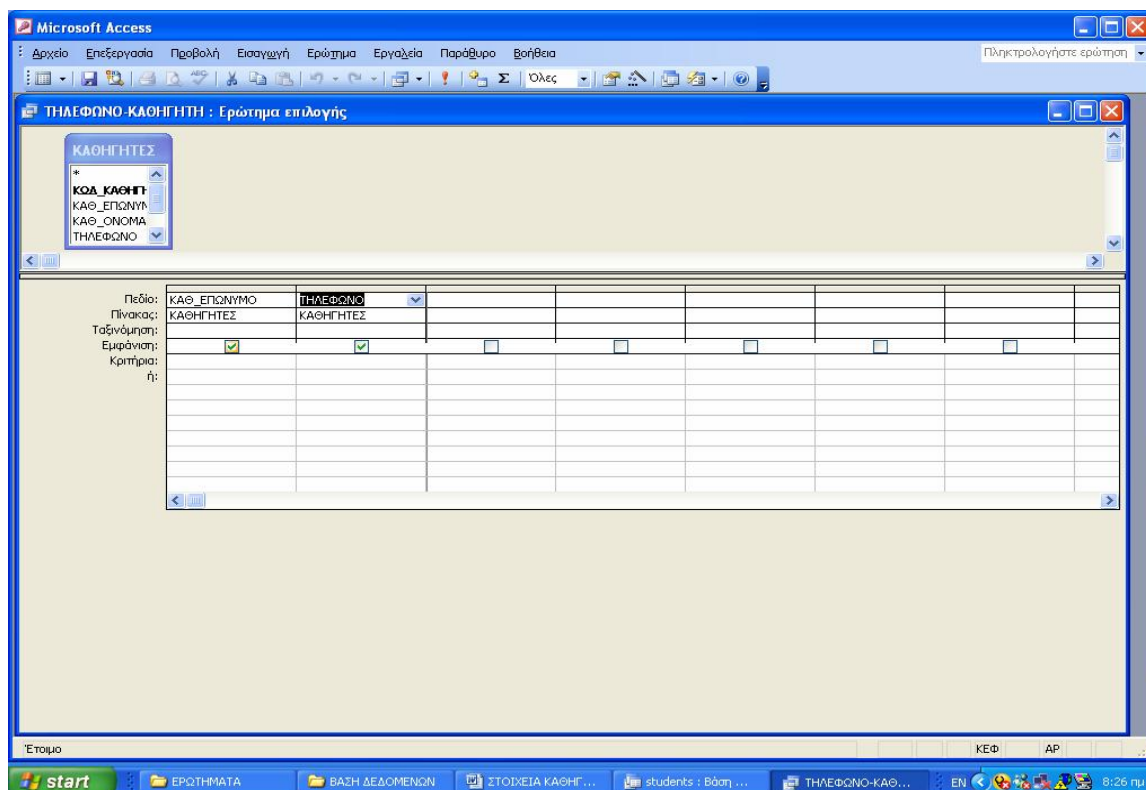 Microsoft Access
Αρχείο Επεξεργασία Προβολή Εισαγωγή Ερώτημα Εργαλεία Παράθυρο Βοήθεια
Πληκτρολογήστε ερώτηση
Όλες
ΤΗΛΕΦΩΝΟ-ΚΑΘΗΓΗΤΗ : Ερώτημα επιλογής
ΚΑΘΗΓΗΤΕΣ
*
ΚΩΔ_ΚΑΘΗΓΗ
ΚΑΘ_ΕΠΩΝΥΜ
ΚΑΘ_ΟΝΟΜΑ
ΤΗΛΕΦΩΝΟ
Πεδίο: ΚΑΘ_ΕΠΩΝΥΜΟ ΤΗΛΕΦΩΝΟ
Πίνακας: ΚΑΘΗΓΗΤΕΣ ΚΑΘΗΓΗΤΕΣ
Ταξινόμηση:
Εμφάνιση:
Κριτήρια:
ή:
Έτοιμο ΚΕΦ ΑΡ
start ΕΡΩΤΗΜΑΤΑ ΒΑΣΗ ΔΕΔΟΜΕΝΩΝ ΣΤΟΙΧΕΙΑ ΚΑΘΗΓ... students : Βάση ... ΤΗΛΕΦΩΝΟ-ΚΑΘ... EN 8:26 πμ